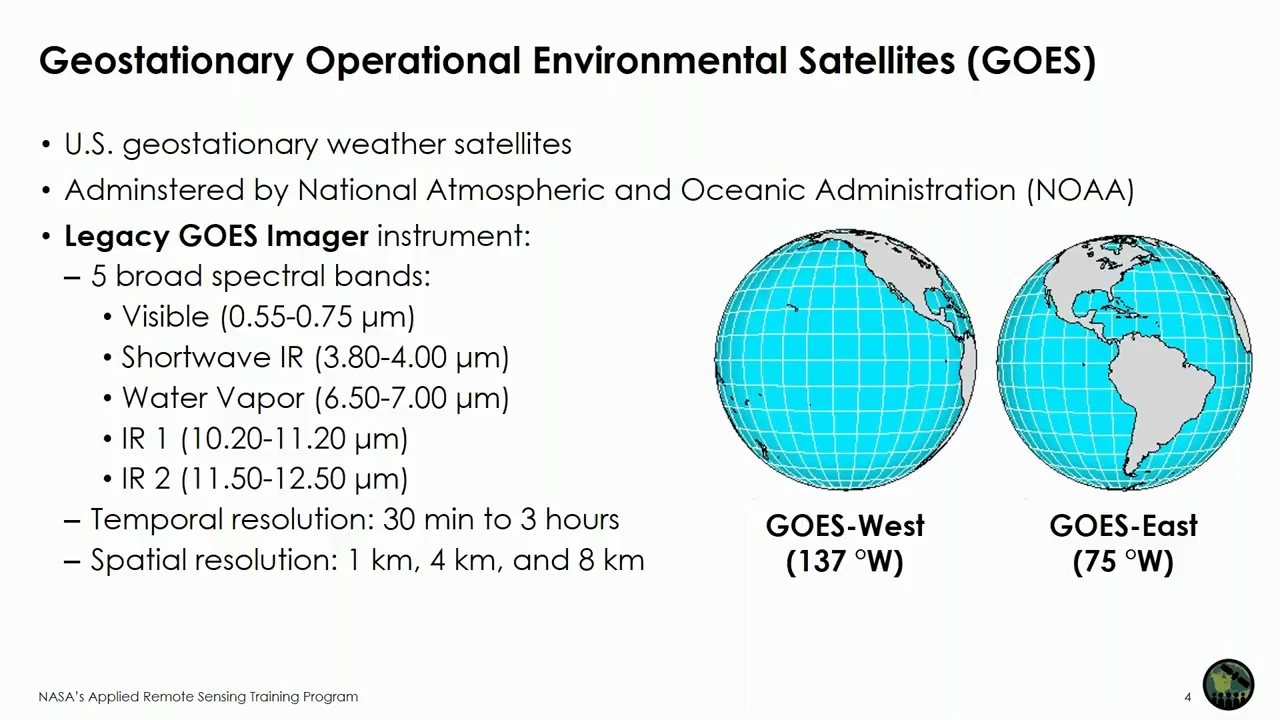 Geostationary Operational Environmental Satellites (GOES)
• U.S. geostationary weather satellites
• Adminstered by National Atmospheric and Oceanic Administration (NOAA)
• Legacy GOES Imager instrument:
– 5 broad spectral bands:
• Visible (0.55-0.75 µm)
• Shortwave IR (3.80-4.00 µm)
• Water Vapor (6.50-7.00 µm)
• IR 1 (10.20-11.20 µm)
• IR 2 (11.50-12.50 µm)
– Temporal resolution: 30 min to 3 hours
– Spatial resolution: 1 km, 4 km, and 8 km
GOES-West
(137 °W)
GOES-East
(75 °W)
NASA's Applied Remote Sensing Training Program
4